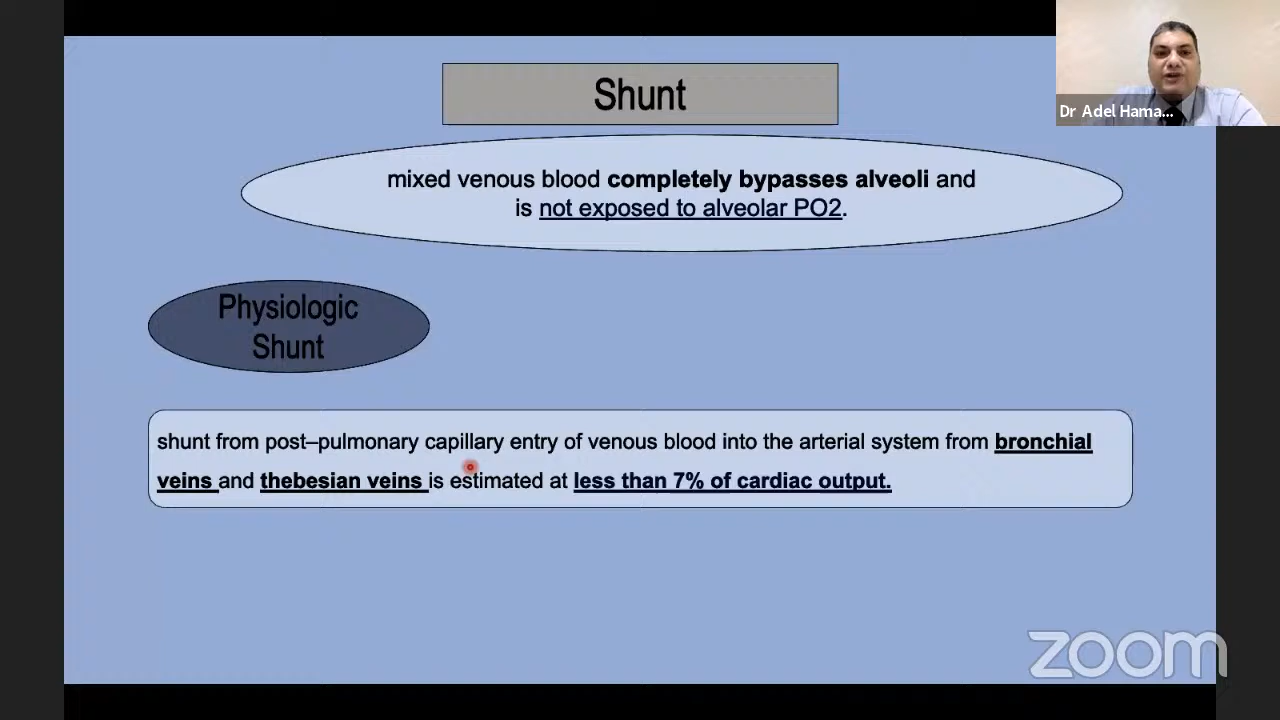 Shunt
Dr Adel Hama...
mixed venous blood completely bypasses alveoli and
is not exposed to alveolar PO2.
Physiologic
Shunt
shunt from post–pulmonary capillary entry of venous blood into the arterial system from bronchial
veins and thebesian veins is estimated at less than 7% of cardiac output.
zoom